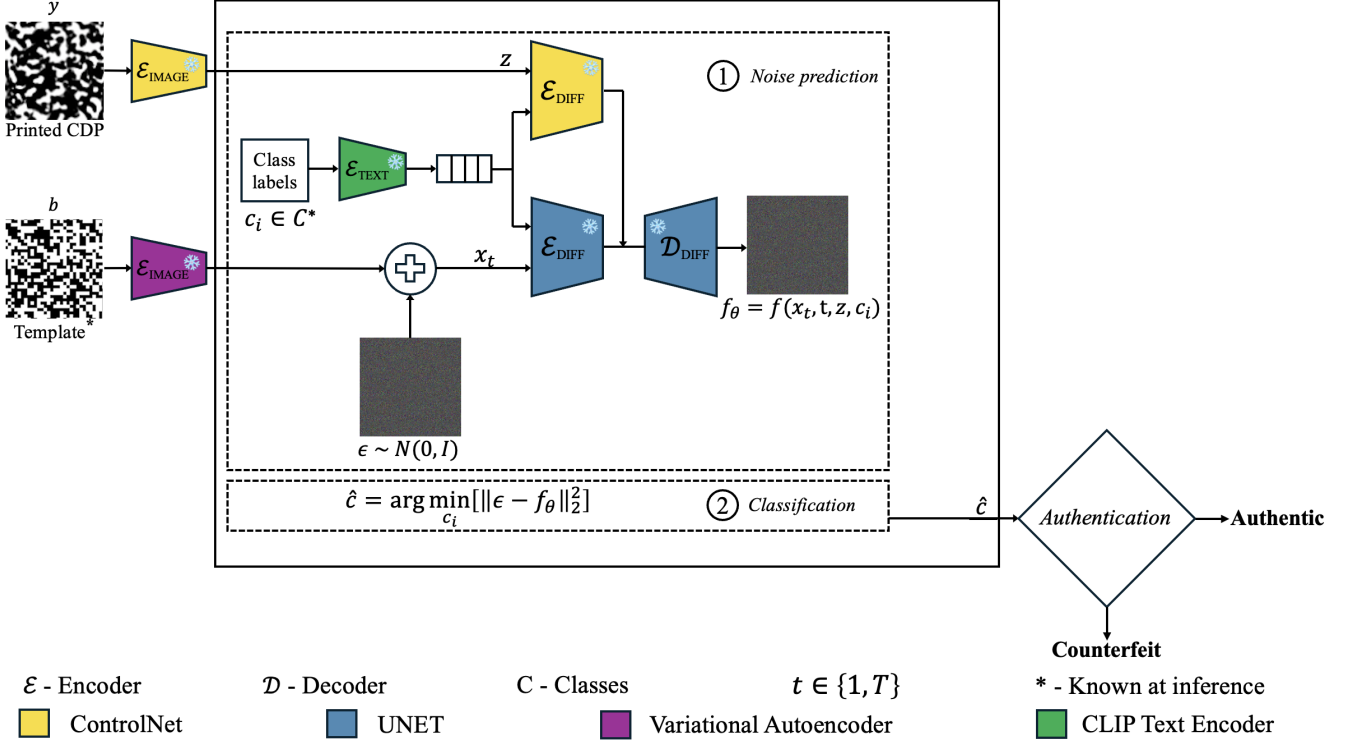 y
ℰIMAGE
Printed CDP
z
ℰDIFF
1 Noise prediction
Class
labels
ℰTEXT
cᵢ ∈ C*
b
ℰIMAGE
Template*
xₜ
ℰDIFF
𝒟DIFF
f_θ = f(xₜ, t, z, cᵢ)
ϵ ~ N(0, I)
ĉ = arg min[‖ϵ − f_θ‖₂²]
cᵢ
2 Classification
ĉ
Authentication
Authentic
Counterfeit
ℰ - Encoder
𝒟 - Decoder
C - Classes
t ∈ {1, T}
* - Known at inference
ControlNet
UNET
Variational Autoencoder
CLIP Text Encoder